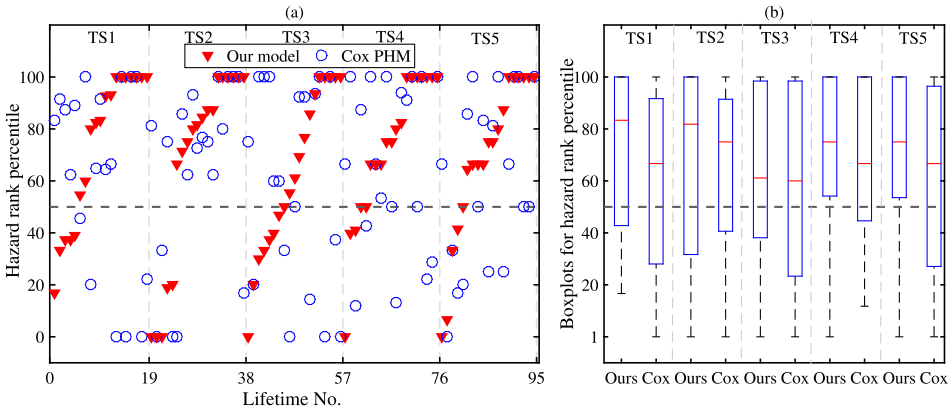 (a)
TS1 TS2 TS3 TS4 TS5
Our model Cox PHM
100
80
60
40
20
0
Hazard rank percentile
0 19 38 57 76 95
Lifetime No.
(b)
TS1 TS2 TS3 TS4 TS5
100
80
60
40
20
1
Boxplots for hazard rank percentile
Ours Cox Ours Cox Ours Cox Ours Cox Ours Cox